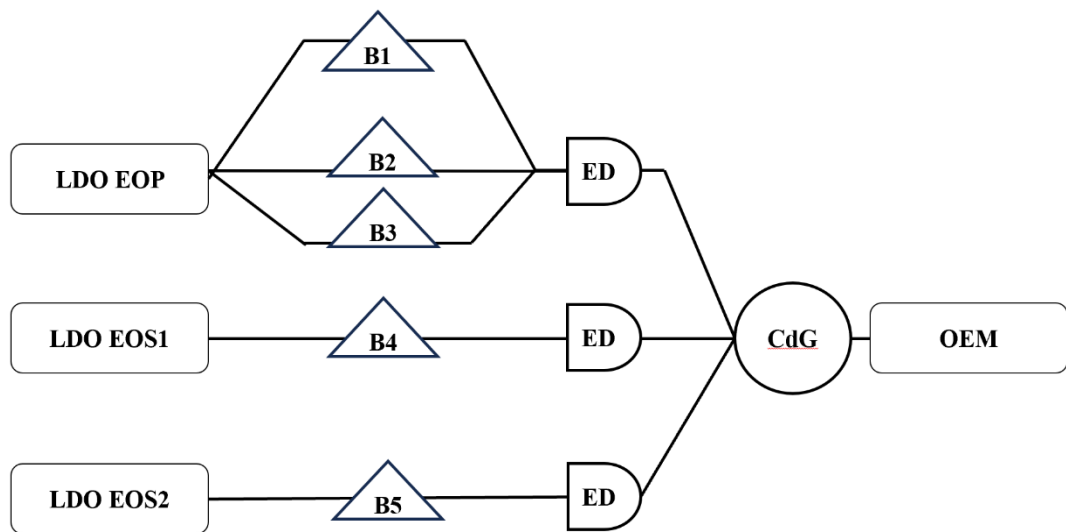 B1
LDO EOP
B2
ED
B3
LDO EOS1
B4
ED
CdG
OEM
LDO EOS2
B5
ED